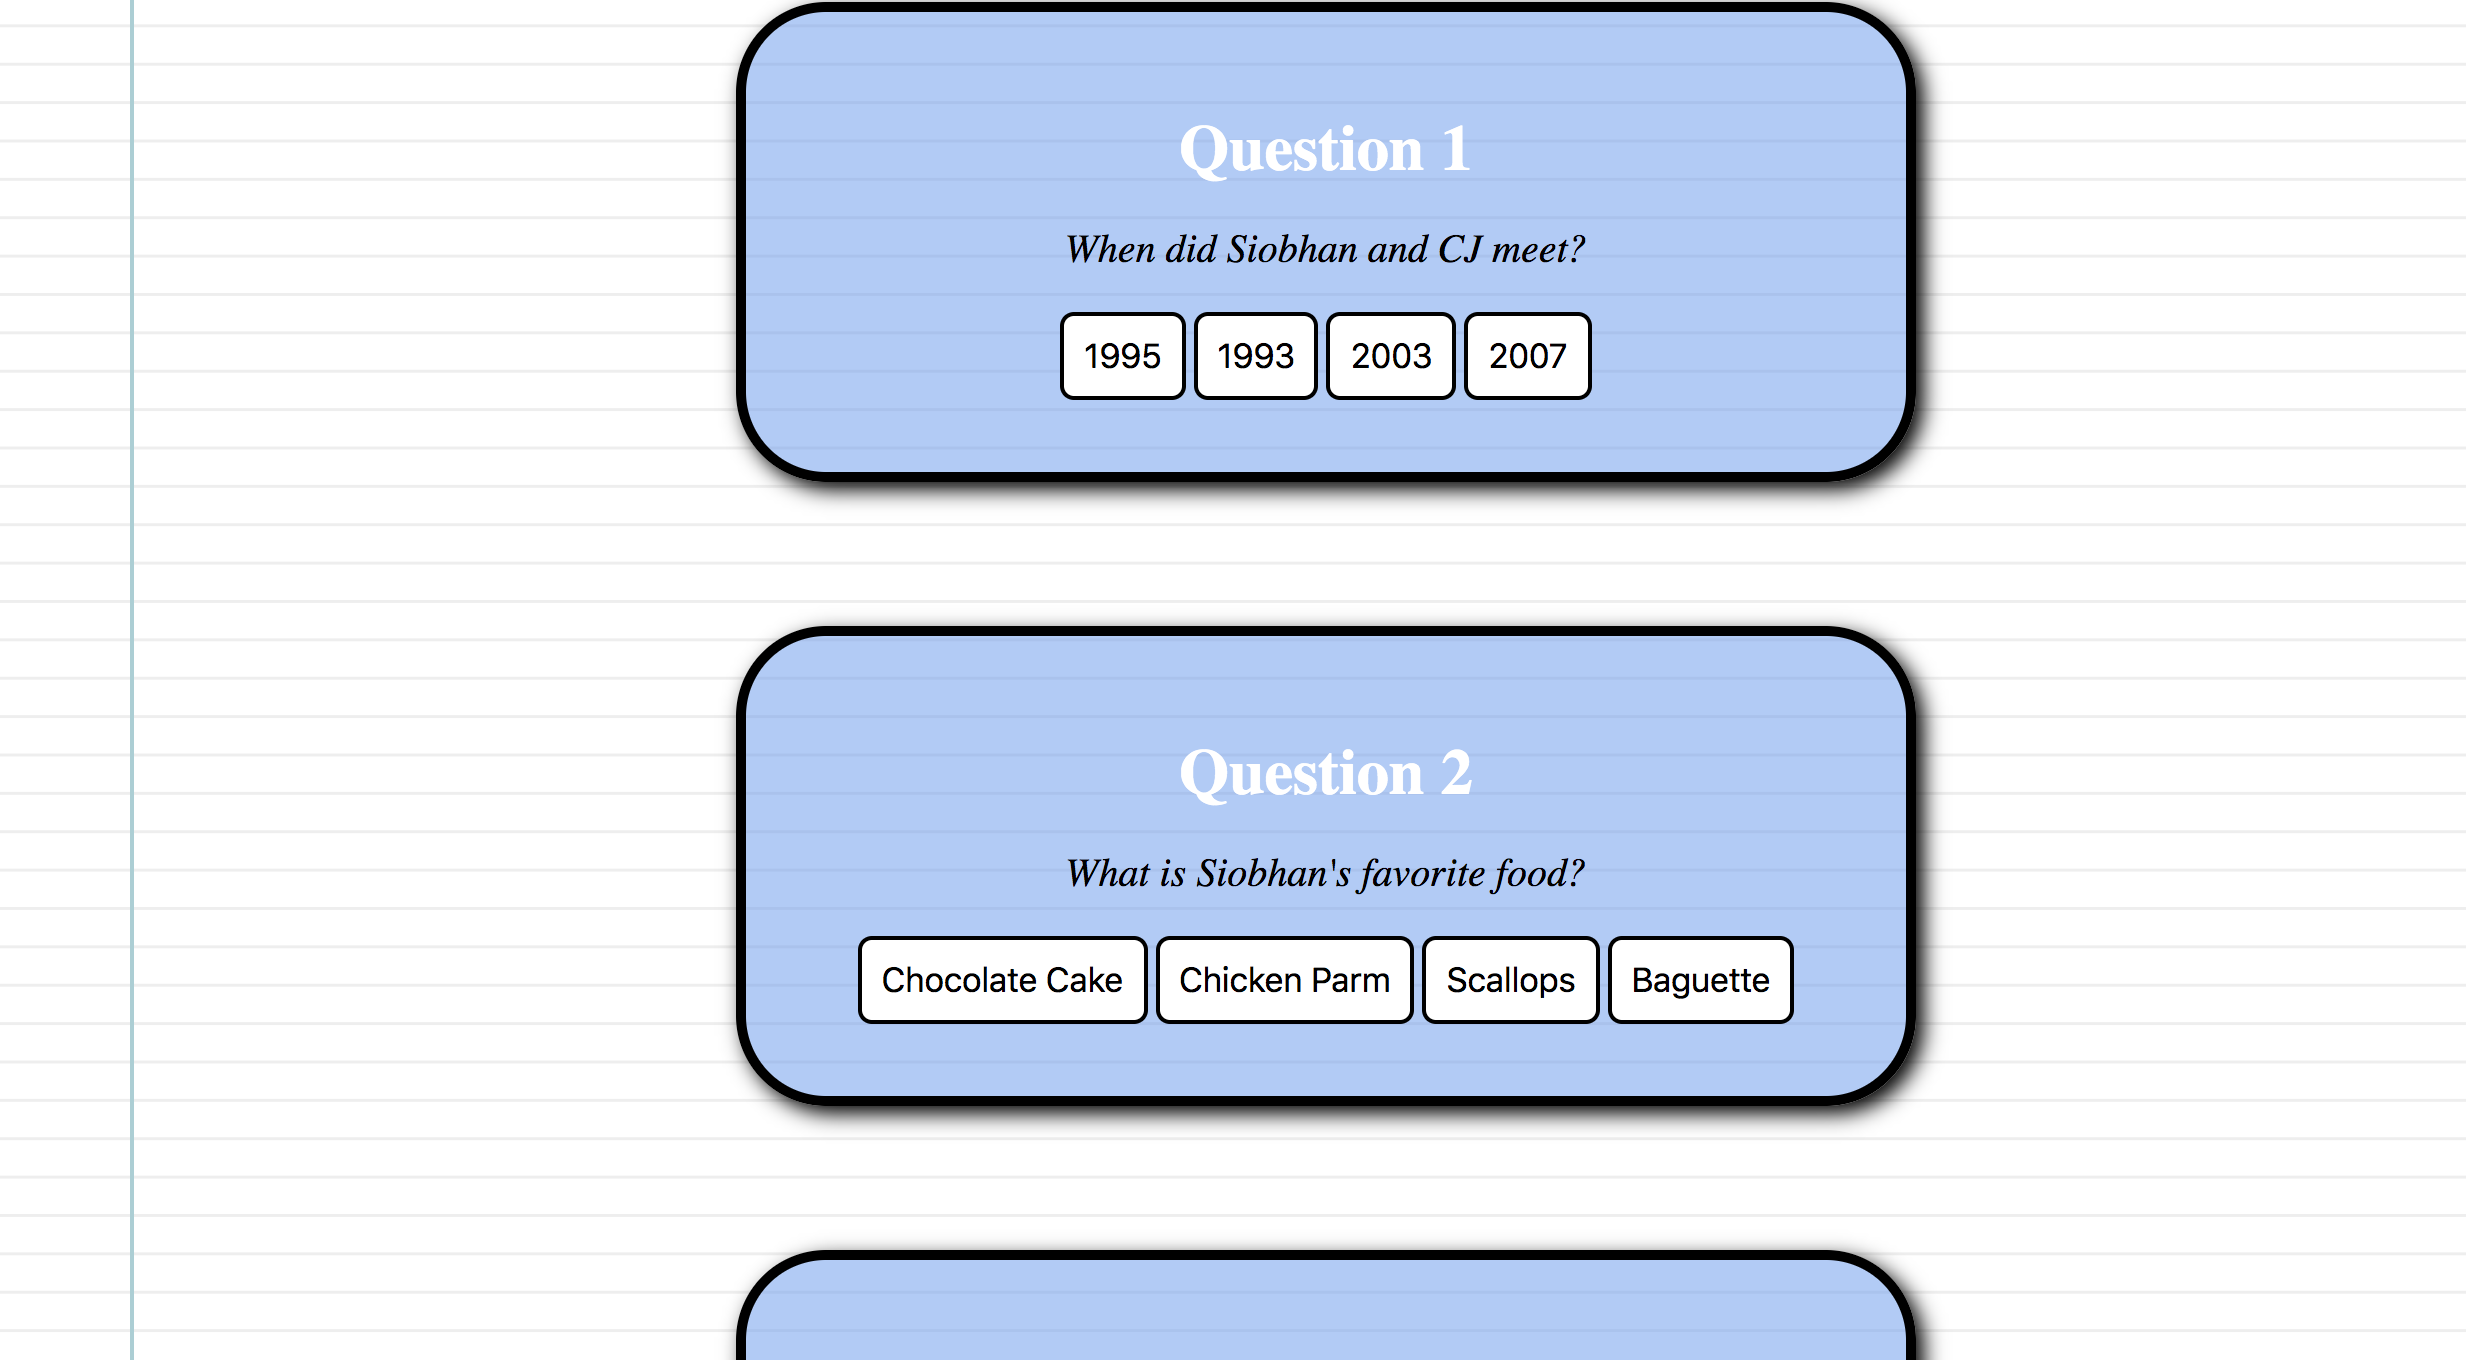 Question 1
When did Siobhan and CJ meet?
1995 1993 2003 2007
Question 2
What is Siobhan's favorite food?
Chocolate Cake Chicken Parm Scallops Baguette